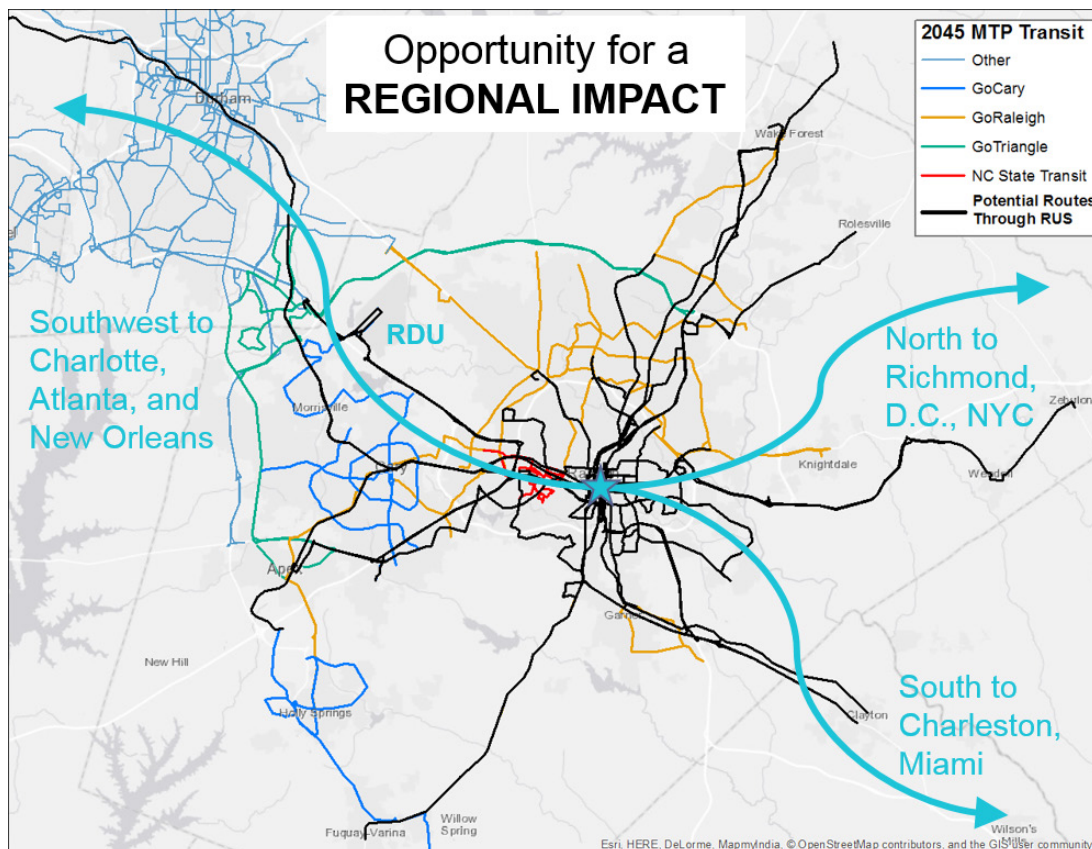 Opportunity for a
REGIONAL IMPACT
2045 MTP Transit
Other
GoCary
GoRaleigh
GoTriangle
NC State Transit
Potential Routes
Through RUS
Durham
Wake Forest
Rolesville
RDU
Southwest to
Charlotte,
Atlanta, and
New Orleans
North to
Richmond,
D.C., NYC
Morrisville
Zebulon
Knightdale
Wendell
Apex
Garner
New Hill
Holly Springs
South to
Charleston,
Miami
Clayton
Willow
Spring
Fuquay-Varina
Wilson's
Mills
Esri, HERE, DeLorme, MapmyIndia, © OpenStreetMap contributors, and the GIS user community